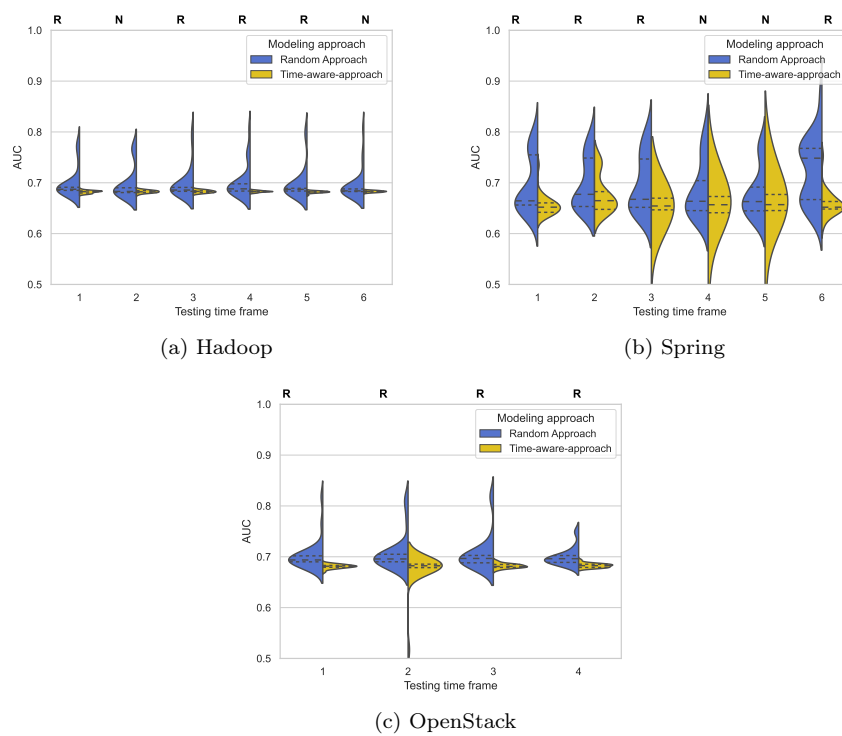 R N R R R N
1.0
0.9
0.8
0.7
0.6
0.5
AUC
Modeling approach
Random Approach
Time-aware-approach
1 2 3 4 5 6
Testing time frame
(a) Hadoop
R R R N N R
1.0
0.9
0.8
0.7
0.6
0.5
AUC
Modeling approach
Random Approach
Time-aware-approach
1 2 3 4 5 6
Testing time frame
(b) Spring
R R R R
1.0
0.9
0.8
0.7
0.6
0.5
AUC
Modeling approach
Random Approach
Time-aware-approach
1 2 3 4
Testing time frame
(c) OpenStack